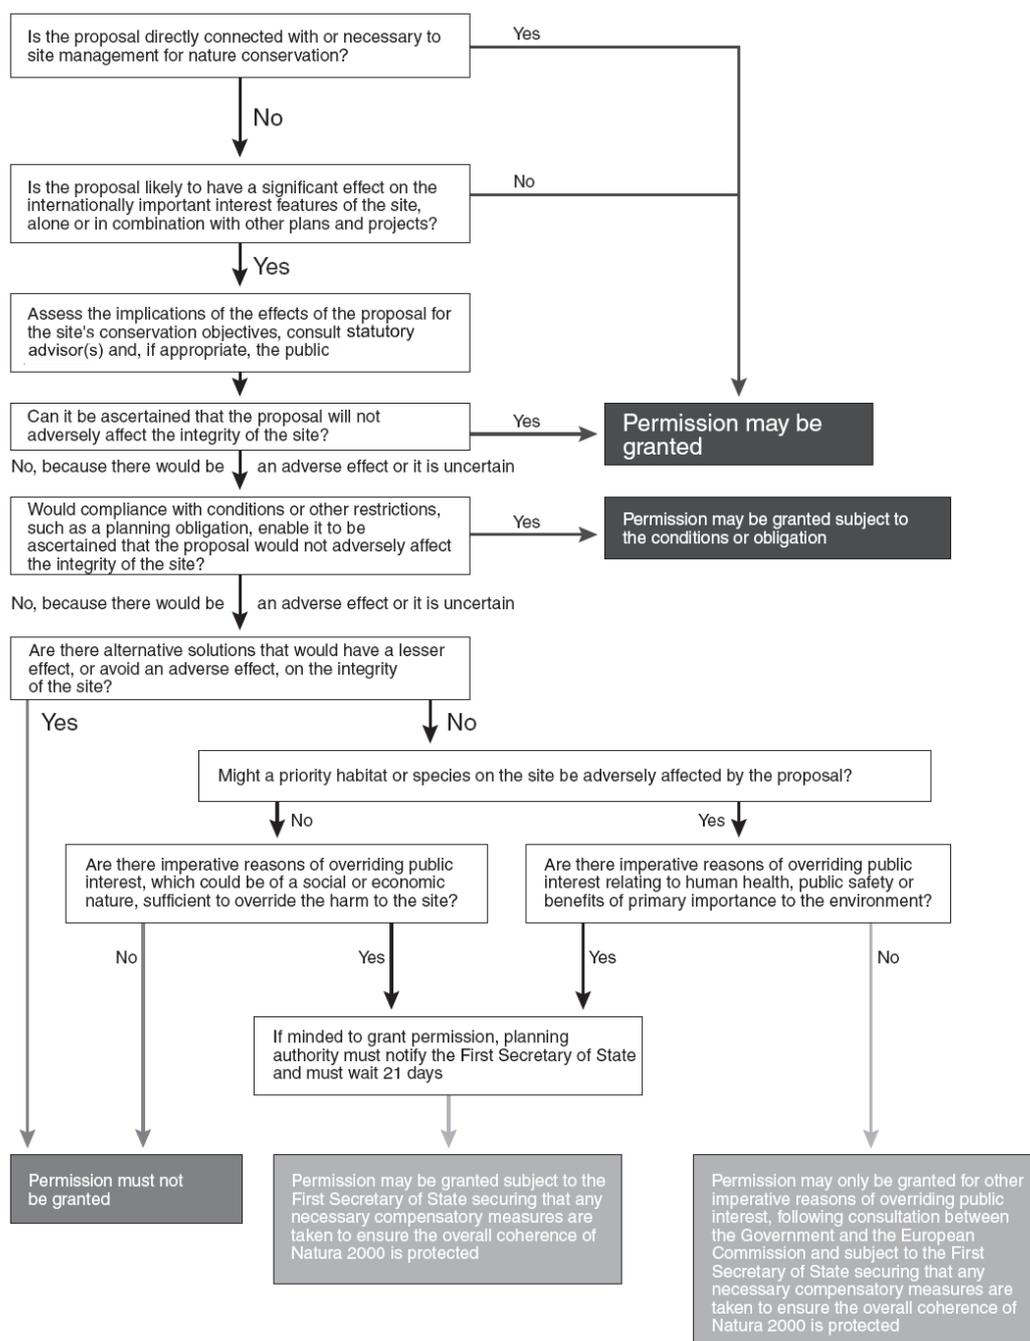 Is the proposal directly connected with or necessary to
site management for nature conservation?
Yes
No
Is the proposal likely to have a significant effect on the
internationally important interest features of the site,
alone or in combination with other plans and projects?
No
Yes
Assess the implications of the effects of the proposal for
the site's conservation objectives, consult statutory
advisor(s) and, if appropriate, the public
Can it be ascertained that the proposal will not
adversely affect the integrity of the site?
Yes
Permission may be
granted
No, because there would be an adverse effect or it is uncertain
Would compliance with conditions or other restrictions,
such as a planning obligation, enable it to be
ascertained that the proposal would not adversely affect
the integrity of the site?
Yes
Permission may be granted subject to
the conditions or obligation
No, because there would be an adverse effect or it is uncertain
Are there alternative solutions that would have a lesser
effect, or avoid an adverse effect, on the integrity
of the site?
Yes
No
Might a priority habitat or species on the site be adversely affected by the proposal?
No
Yes
Are there imperative reasons of overriding public
interest, which could be of a social or economic
nature, sufficient to override the harm to the site?
Are there imperative reasons of overriding public
interest relating to human health, public safety or
benefits of primary importance to the environment?
No
Yes
Yes
No
If minded to grant permission, planning
authority must notify the First Secretary of State
and must wait 21 days
Permission must not
be granted
Permission may be granted subject to the
First Secretary of State securing that any
necessary compensatory measures are
taken to ensure the overall coherence of
Natura 2000 is protected
Permission may only be granted for other
imperative reasons of overriding public
interest, following consultation between
the Government and the European
Commission and subject to the First
Secretary of State securing that any
necessary compensatory measures are
taken to ensure the overall coherence of
Natura 2000 is protected